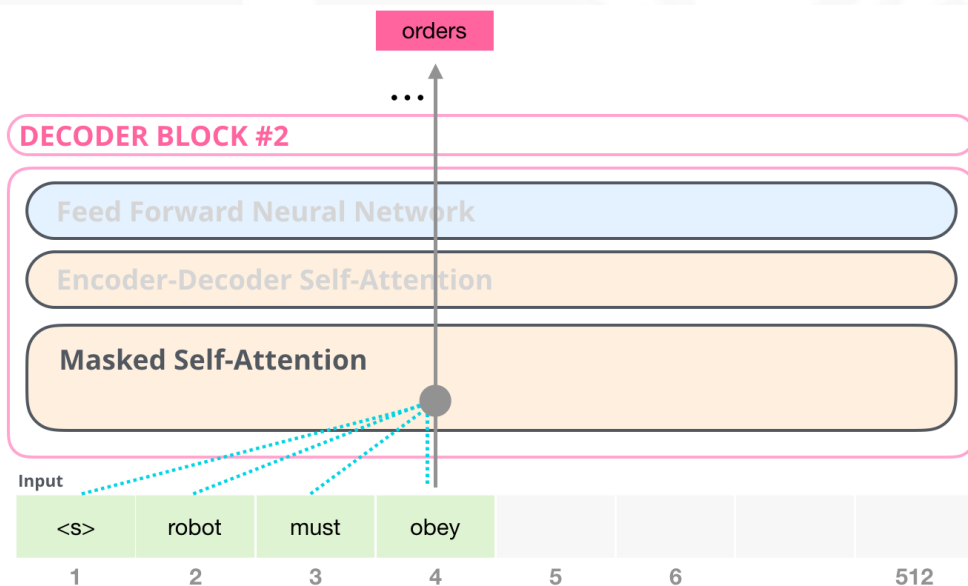 orders
...
DECODER BLOCK #2
Feed Forward Neural Network
Encoder-Decoder Self-Attention
Masked Self-Attention
Input
<s> robot must obey
1 2 3 4 5 6 512